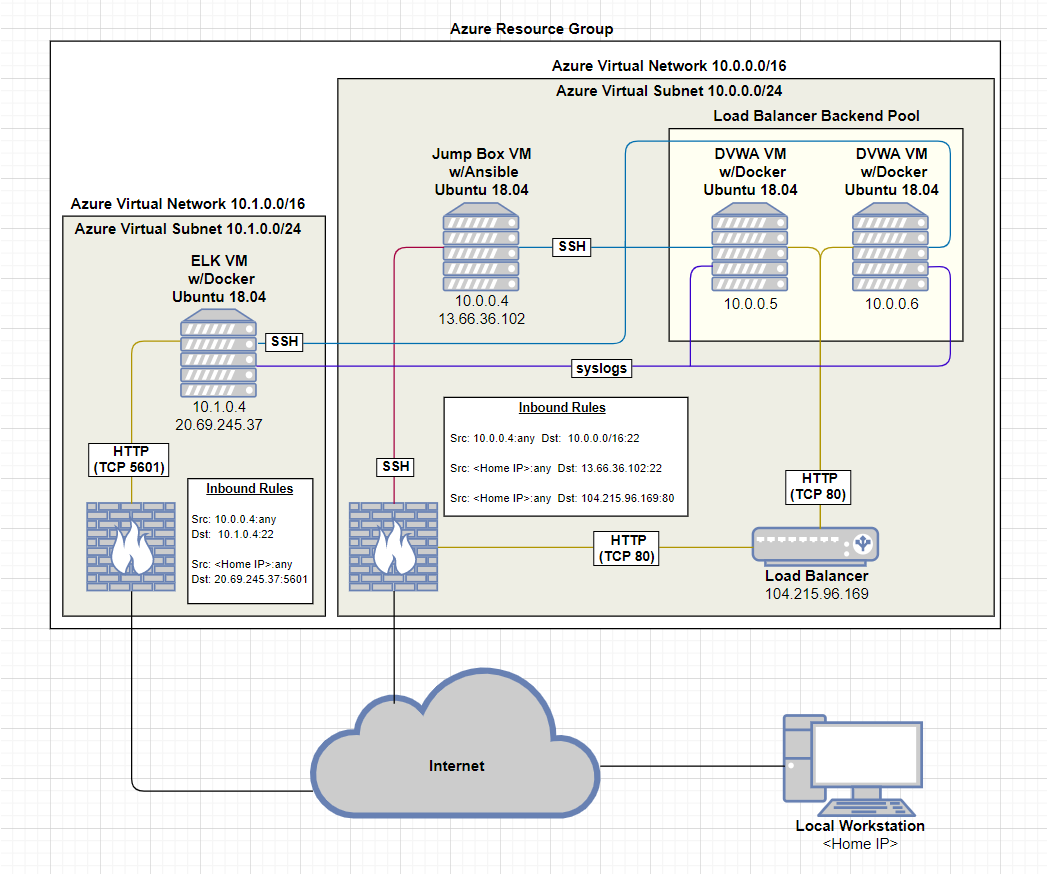 Azure Resource Group
Azure Virtual Network 10.0.0.0/16
Azure Virtual Subnet 10.0.0.0/24
Load Balancer Backend Pool
Jump Box VM
w/Ansible
Ubuntu 18.04
DVWA VM
w/Docker
Ubuntu 18.04
DVWA VM
w/Docker
Ubuntu 18.04
SSH
10.0.0.4
13.66.36.102
10.0.0.5
10.0.0.6
Azure Virtual Network 10.1.0.0/16
Azure Virtual Subnet 10.1.0.0/24
ELK VM
w/Docker
Ubuntu 18.04
SSH
syslogs
10.1.0.4
20.69.245.37
HTTP
(TCP 5601)
Inbound Rules
Src: 10.0.0.4:any
Dst: 10.1.0.4:22
Src: <Home IP>:any
Dst: 20.69.245.37:5601
Inbound Rules
Src: 10.0.0.4:any Dst: 10.0.0.0/16:22
Src: <Home IP>:any Dst: 13.66.36.102:22
Src: <Home IP>:any Dst: 104.215.96.169:80
SSH
HTTP
(TCP 80)
HTTP
(TCP 80)
Load Balancer
104.215.96.169
Internet
Local Workstation
<Home IP>